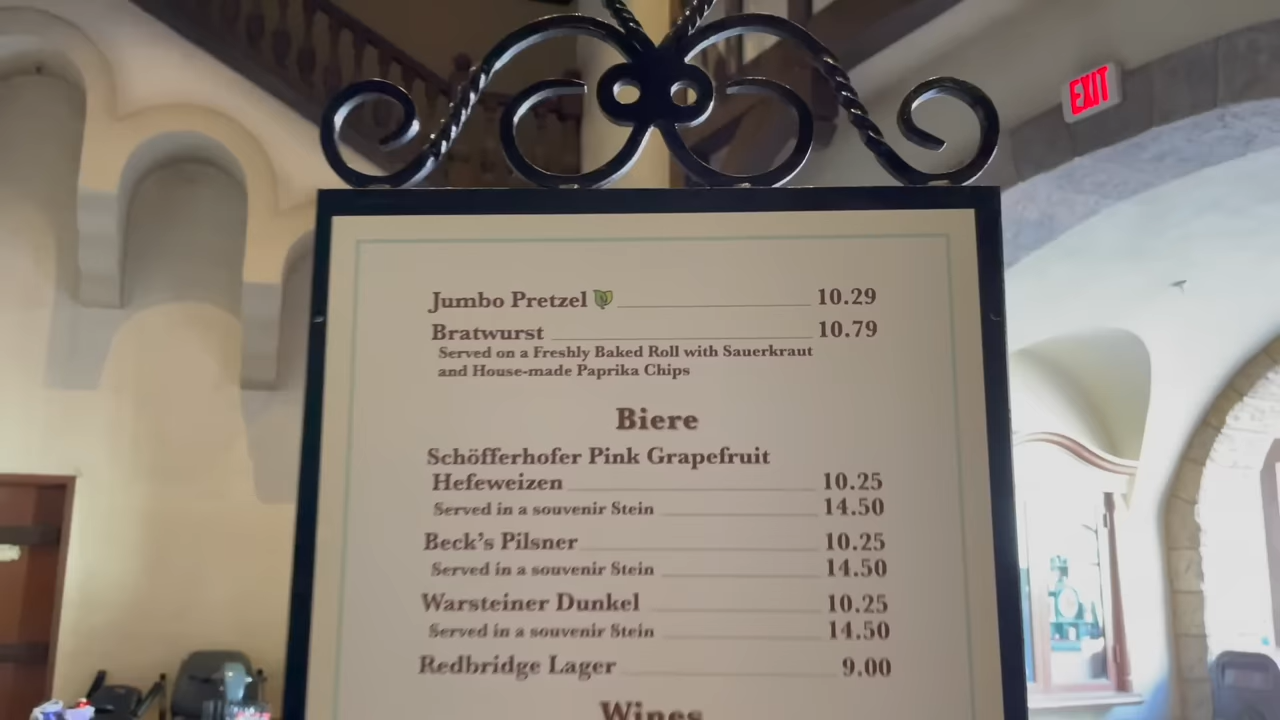 EXIT
Jumbo Pretzel 10.29
Bratwurst 10.79
Served on a Freshly Baked Roll with Sauerkraut
and House-made Paprika Chips
Biere
Schöfferhofer Pink Grapefruit
Hefeweizen 10.25
Served in a souvenir Stein 14.50
Beck's Pilsner 10.25
Served in a souvenir Stein 14.50
Warsteiner Dunkel 10.25
Served in a souvenir Stein 14.50
Redbridge Lager 9.00
Wines